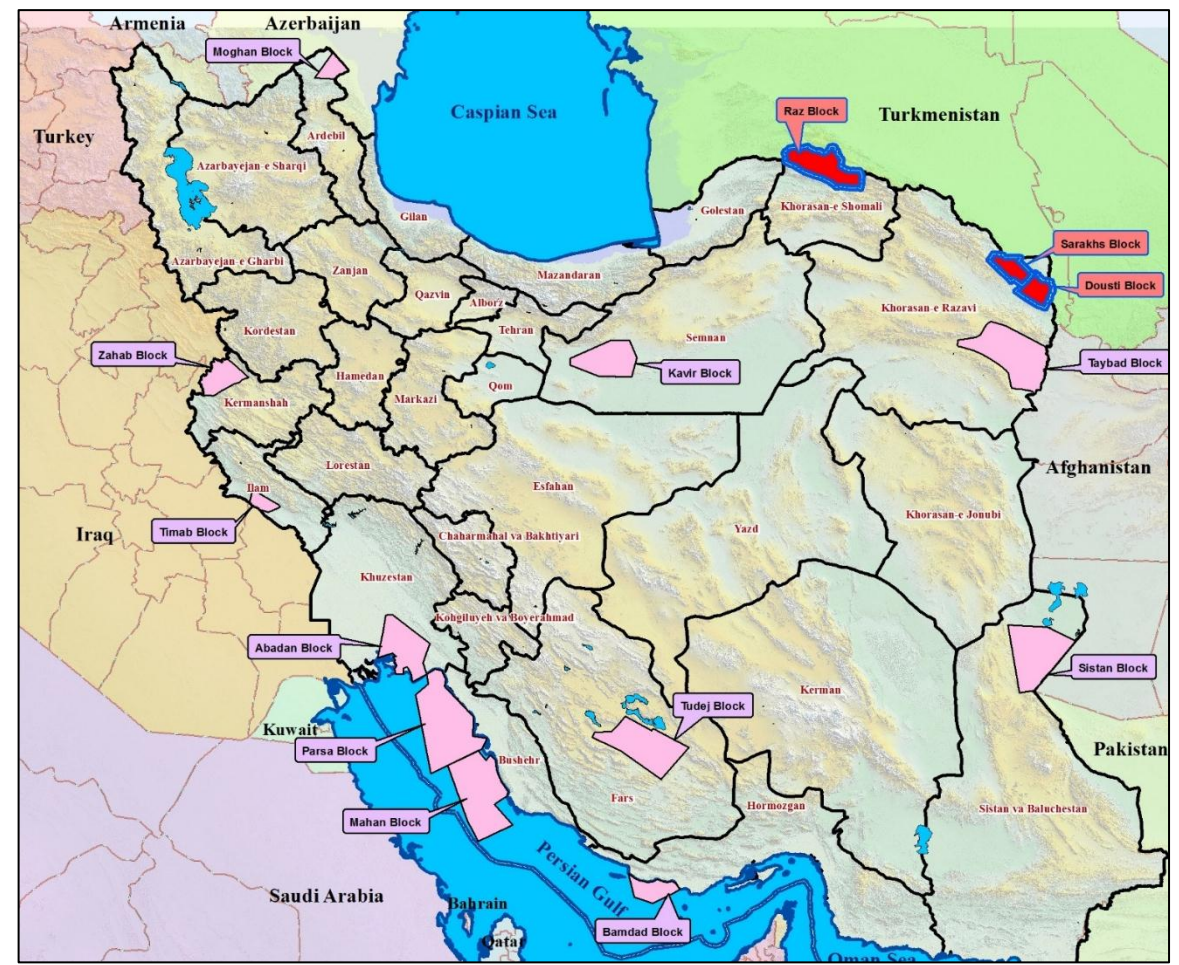 Armenia
Azerbaijan
Moghan Block
Caspian Sea
Raz Block
Turkmenistan
Turkey
Ardebil
Azarbayejan-e Sharqi
Khorasan-e Shomali
Golestan
Gilan
Sarakhs Block
Azarbayejan-e Gharbi
Zanjan
Mazandaran
Dousti Block
Qazvin
Alborz
Khorasan-e Razavi
Kordestan
Tehran
Semnan
Zahab Block
Taybad Block
Kavir Block
Hamedan
Qom
Markazi
Kermanshah
Lorestan
Afghanistan
Ilam
Esfahan
Khorasan-e Jonubi
Timab Block
Iraq
Yazd
Chaharmahal va Bakhtiyari
Khuzestan
Kohgiluyeh va Boyerahmad
Abadan Block
Sistan Block
Kerman
Tudej Block
Kuwait
Parsa Block
Pakistan
Bushehr
Fars
Hormozgan
Sistan va Baluchestan
Mahan Block
Persian Gulf
Saudi Arabia
Bahrain
Bamdad Block
Qatar
Oman Sea